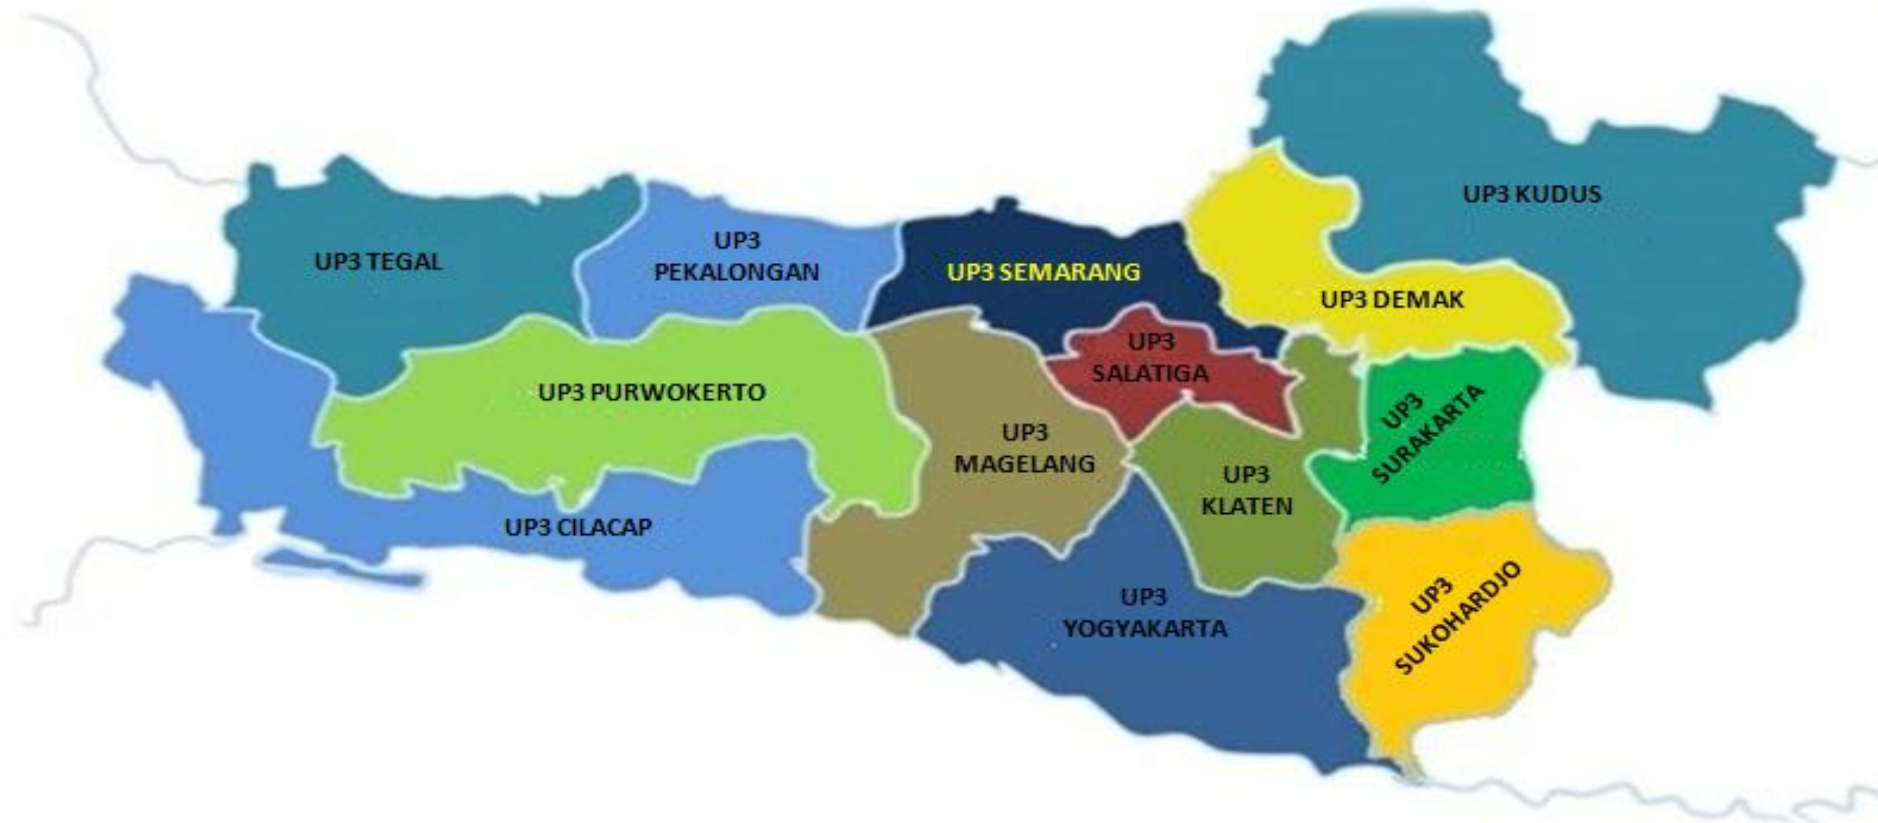 UP3 KUDUS
UP3 TEGAL
UP3
PEKALONGAN
UP3 SEMARANG
UP3 DEMAK
UP3
SALATIGA
UP3 PURWOKERTO
UP3
SURAKARTA
UP3
MAGELANG
UP3
KLATEN
UP3 CILACAP
UP3
YOGYAKARTA
UP3
SUKOHARDJO